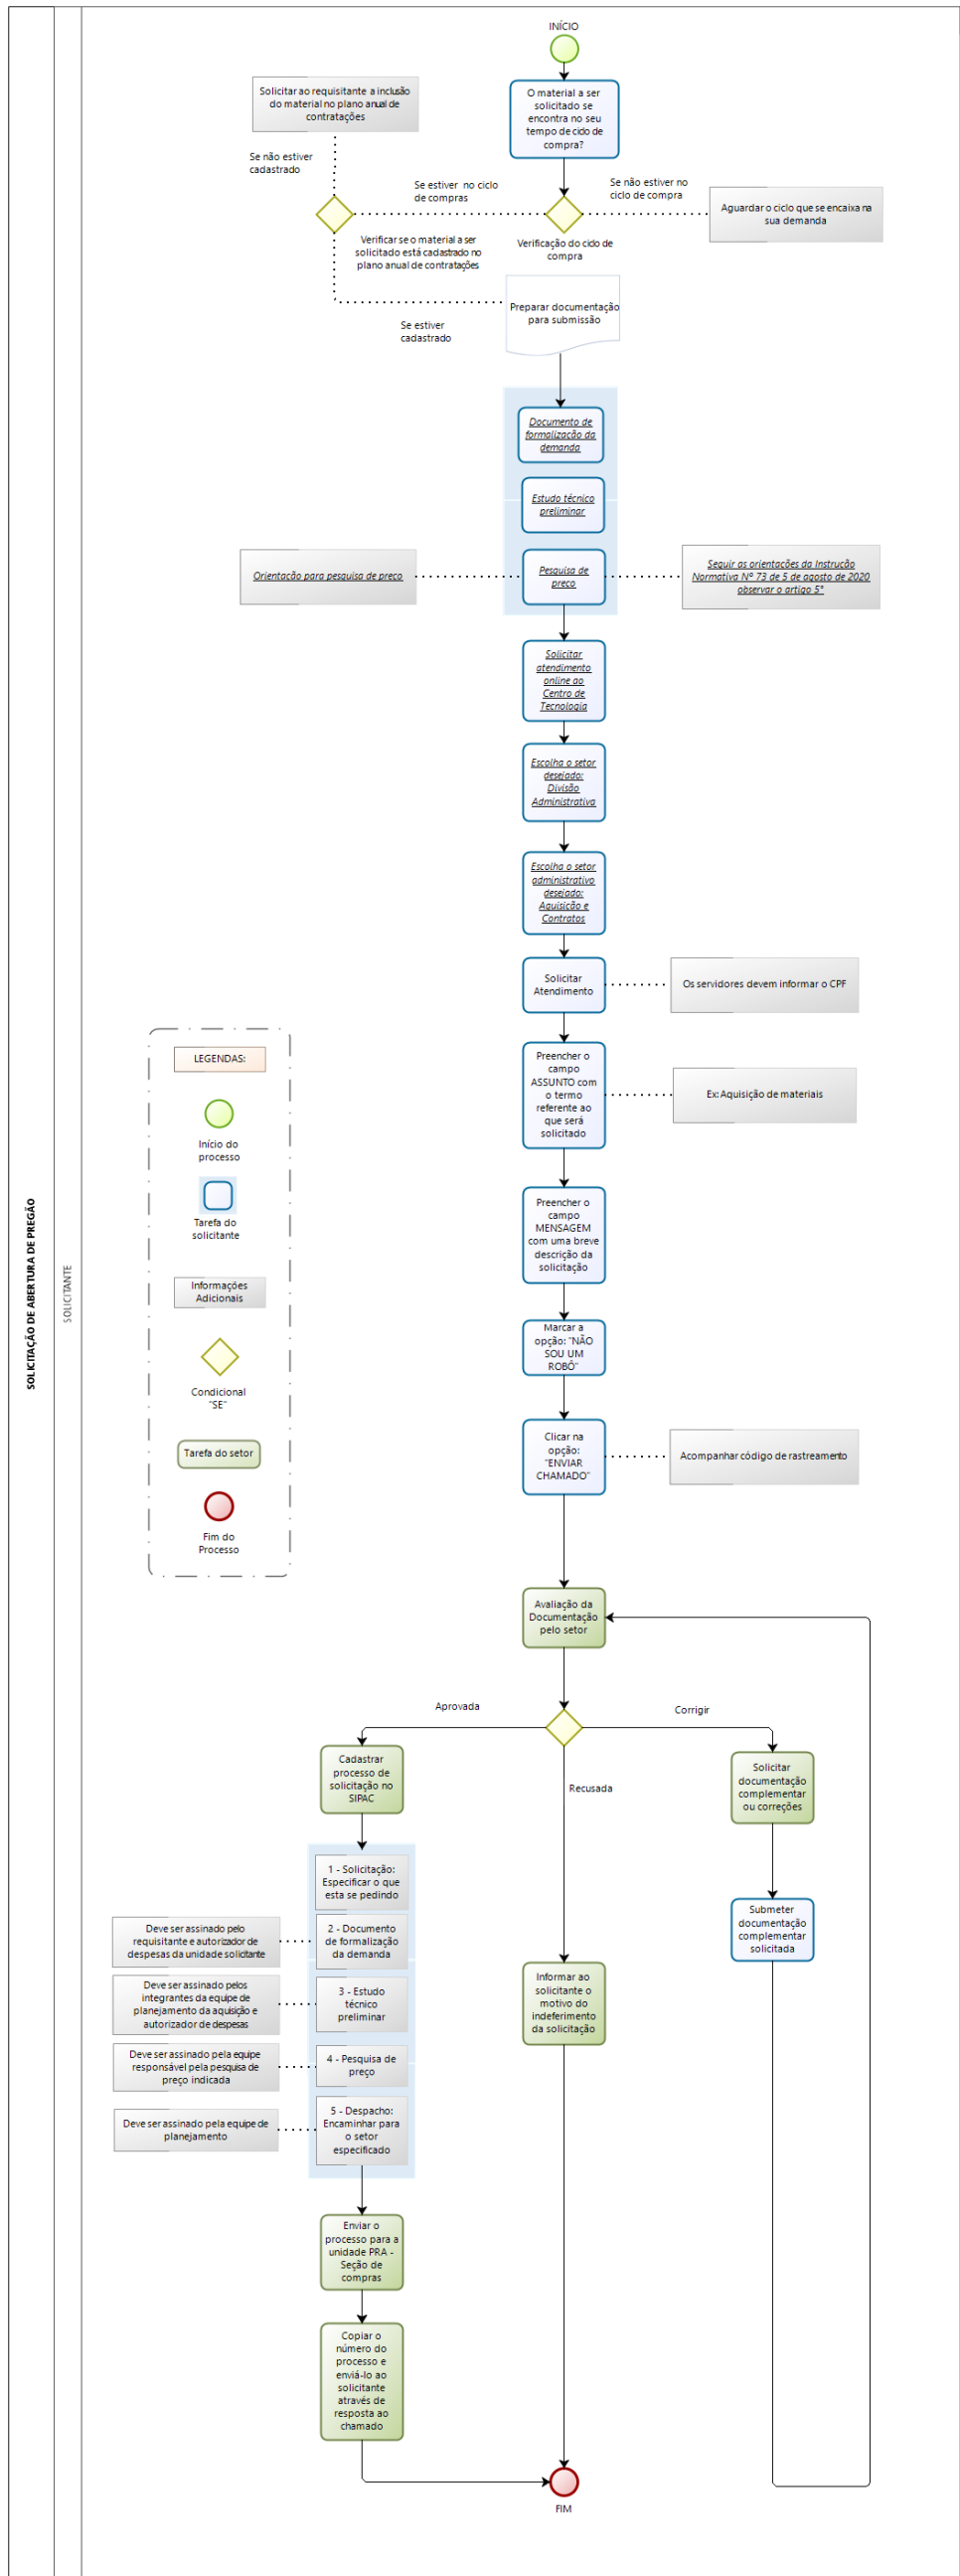 INÍCIO
O material a ser
solicitado se
encontra no seu
tempo de ciclo de
compra?
Solicitar ao requisitante a inclusão
do material no plano anual de
contratações
Se não estiver
cadastrado
Se estiver no ciclo
de compras
Se não estiver no
ciclo de compra
Aguardar o ciclo que se encaixa na
sua demanda
Verificar se o material a ser
solicitado está cadastrado no
plano anual de contratações
Verificação do ciclo de
compra
Se estiver
cadastrado
Preparar documentação
para submissão
Documento de
formalização da
demanda
Estudo técnico
preliminar
Orientação para pesquisa de preço
Pesquisa de
preço
Seguir as orientações da Instrução
Normativa Nº 73 de 5 de agosto de 2020
observar o artigo 5°
Solicitar
atendimento
online ao
Centro de
Tecnologia
Escolha o setor
desejado:
Divisão
Administrativa
Escolha o setor
administrativo
desejado:
Aquisição e
Contratos
Solicitar
Atendimento
Os servidores devem informar o CPF
Preencher o
campo
ASSUNTO com
o termo
referente ao
que será
solicitado
Ex: Aquisição de materiais
Preencher o
campo
MENSAGEM
com uma breve
descrição da
solicitação
Marcar a
opção: "NÃO
SOU UM
ROBÔ"
Clicar na
opção:
"ENVIAR
CHAMADO"
Acompanhar código de rastreamento
LEGENDAS:
Início do
processo
Tarefa do
solicitante
Informações
Adicionais
Condicional
"SE"
Tarefa do setor
Fim do
Processo
SOLICITAÇÃO DE ABERTURA DE PREGÃO
SOLICITANTE
Avaliação da
Documentação
pelo setor
Aprovada
Corrigir
Recusada
Cadastrar
processo de
solicitação no
SIPAC
Solicitar
documentação
complementar
ou correções
1 - Solicitação:
Especificar o que
esta se pedindo
Deve ser assinado pelo
requisitante e autorizador de
despesas da unidade solicitante
2 - Documento
de formalização
da demanda
Submeter
documentação
complementar
solicitada
Deve ser assinado pelos
integrantes da equipe de
planejamento da aquisição e
autorizador de despesas
3 - Estudo
técnico
preliminar
Informar ao
solicitante o
motivo do
indeferimento
da solicitação
Deve ser assinado pela equipe
responsável pela pesquisa de
preço indicada
4 - Pesquisa de
preço
Deve ser assinado pela equipe de
planejamento
5 - Despacho:
Encaminhar para
o setor
especificado
Enviar o
processo para a
unidade PRA -
Seção de
compras
Copiar o
número do
processo e
enviá-lo ao
solicitante
através de
resposta ao
chamado
FIM